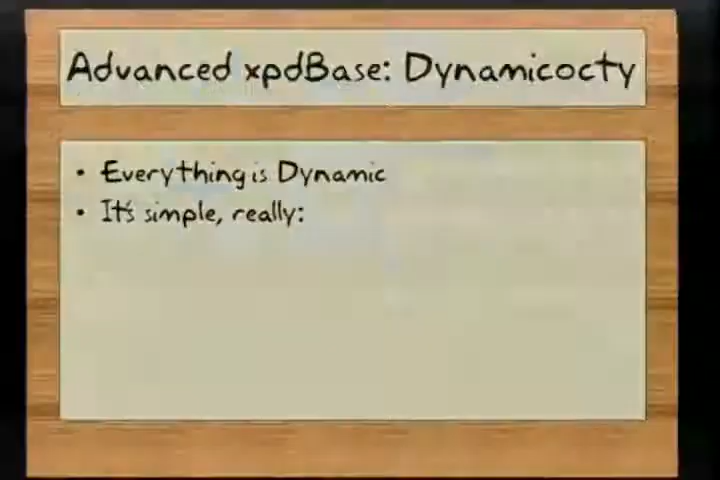 Advanced xpdBase: Dynamicocty
• Everything is Dynamic
• It's simple, really: